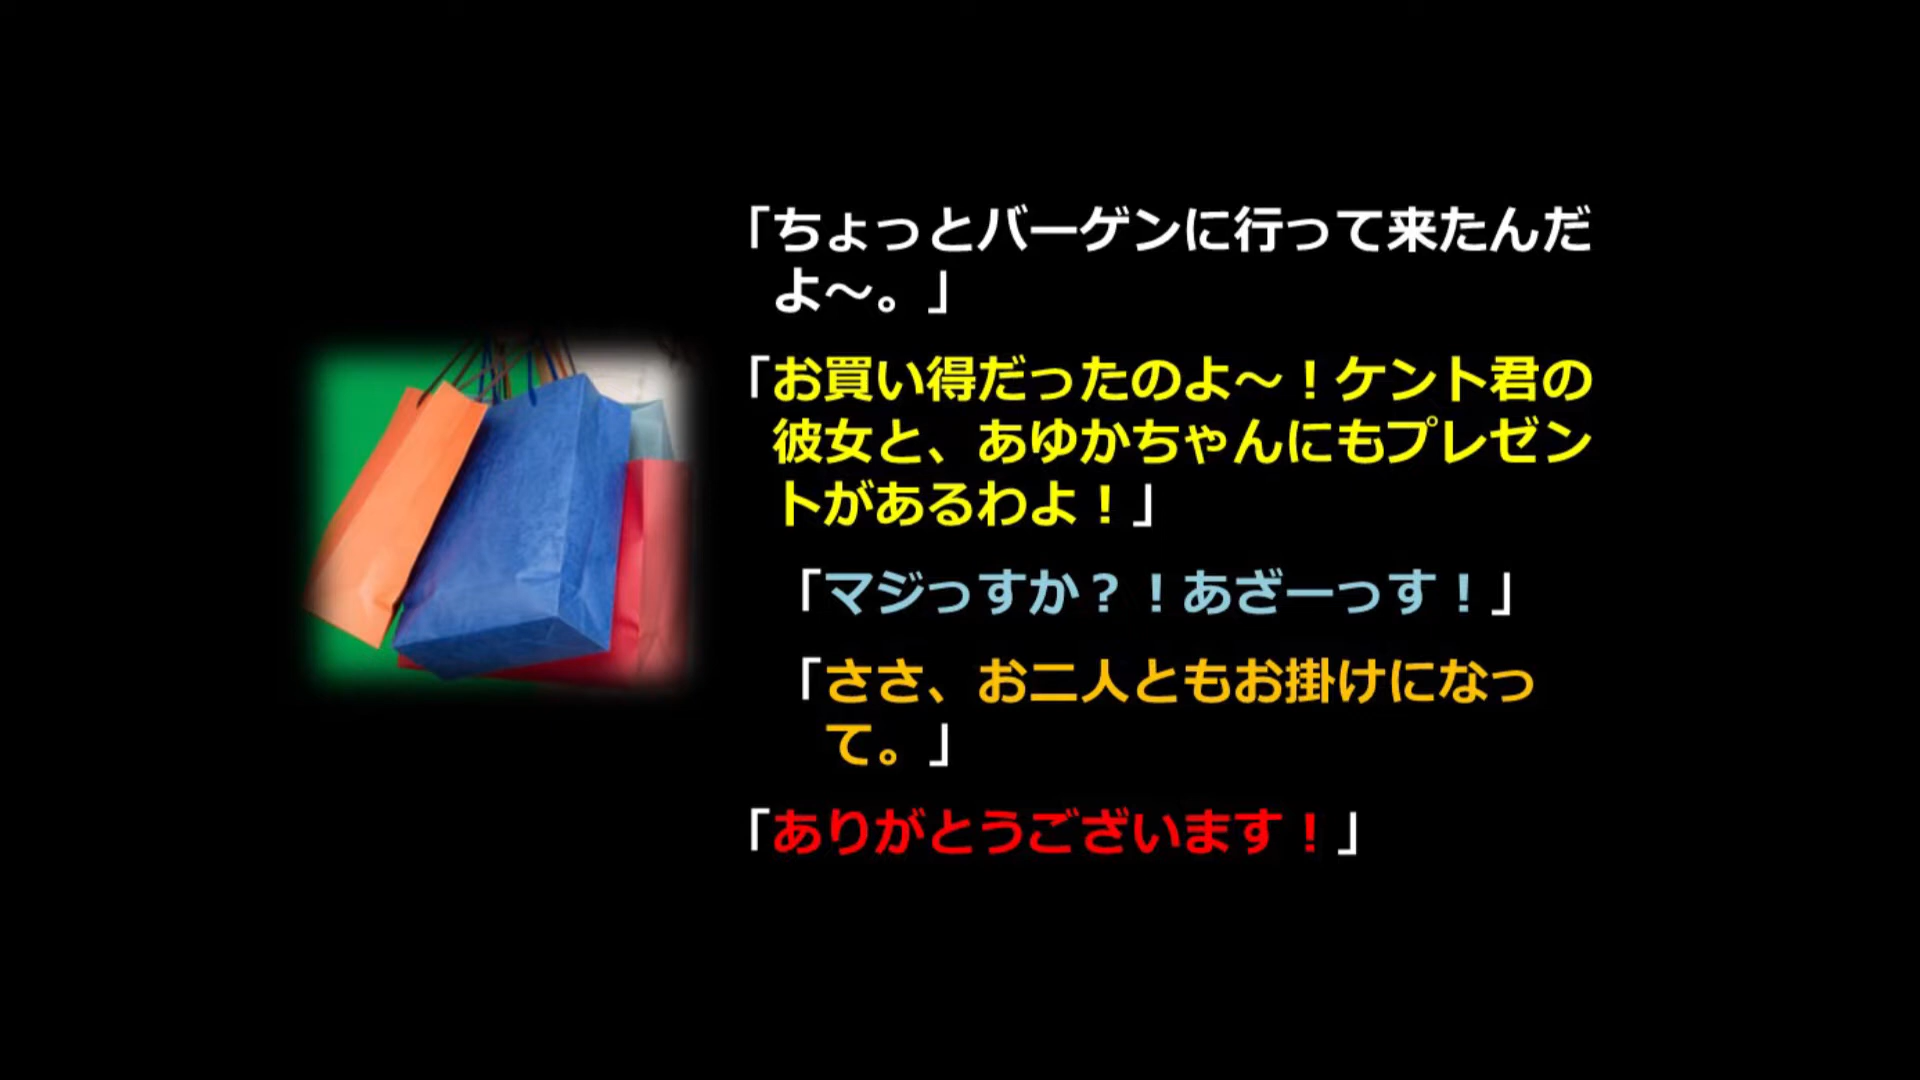 「ちょっとバーゲンに行って来たんだ
よ～。」
「お買い得だったのよ～！ケント君の
彼女と、あゆかちゃんにもプレゼン
トがあるわよ！」
「マジっすか？！あざーっす！」
「ささ、お二人ともお掛けになっ
て。」
「ありがとうございます！」